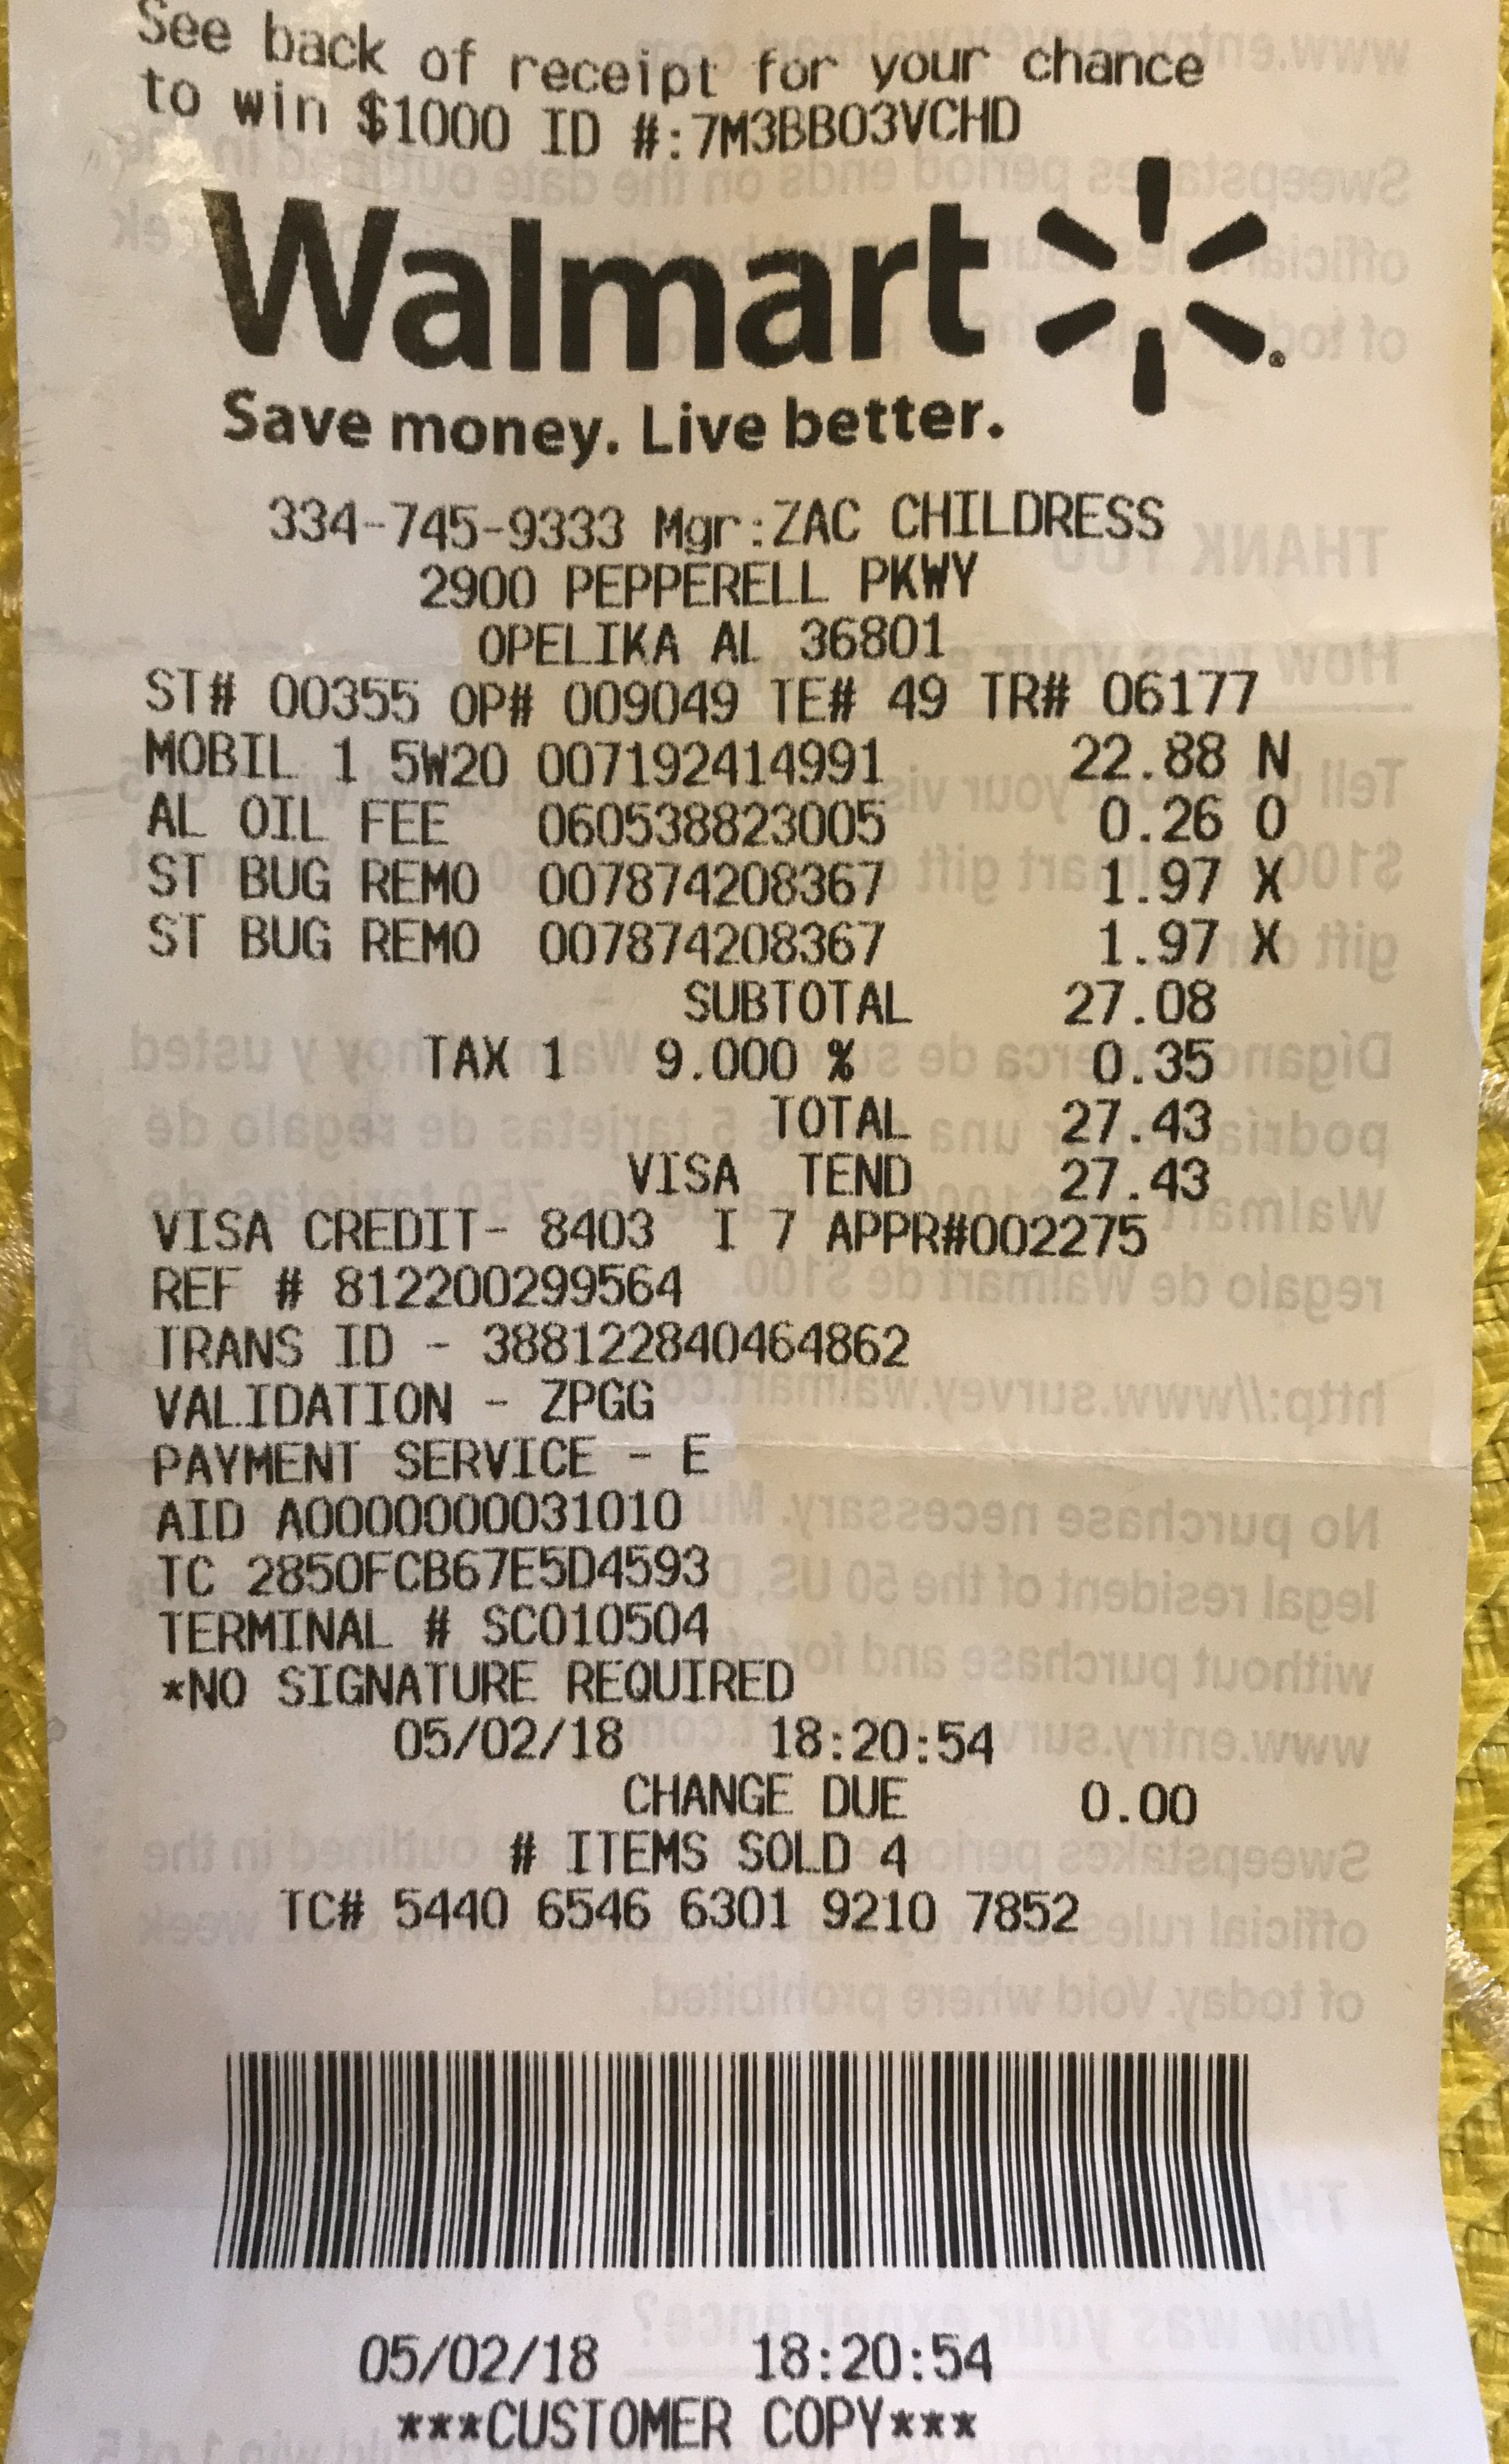 See back of receipt for your chance
to win $1000 ID #:7M3BBO3VCHD
Walmart
Save money. Live better.
334-745-9333 Mgr:ZAC CHILDRESS
2900 PEPPERELL PKWY
OPELIKA AL 36801
ST# 00355 OP# 009049 TE# 49 TR# 06177
MOBIL 1 5W20 007192414991 22.88 N
AL OIL FEE 060538823005 0.26 O
ST BUG REMO 007874208367 1.97 X
ST BUG REMO 007874208367 1.97 X
SUBTOTAL 27.08
TAX 1 9.000 % 0.35
TOTAL 27.43
VISA TEND 27.43
VISA CREDIT- 8403 I 7 APPR#002275
REF # 812200299564
TRANS ID - 388122840464862
VALIDATION - ZPGG
PAYMENT SERVICE - E
AID A0000000031010
TC 2850FCB67E5D4593
TERMINAL # SC010504
*NO SIGNATURE REQUIRED
05/02/18 18:20:54
CHANGE DUE 0.00
# ITEMS SOLD 4
TC# 5440 6546 6301 9210 7852
05/02/18 18:20:54
***CUSTOMER COPY***